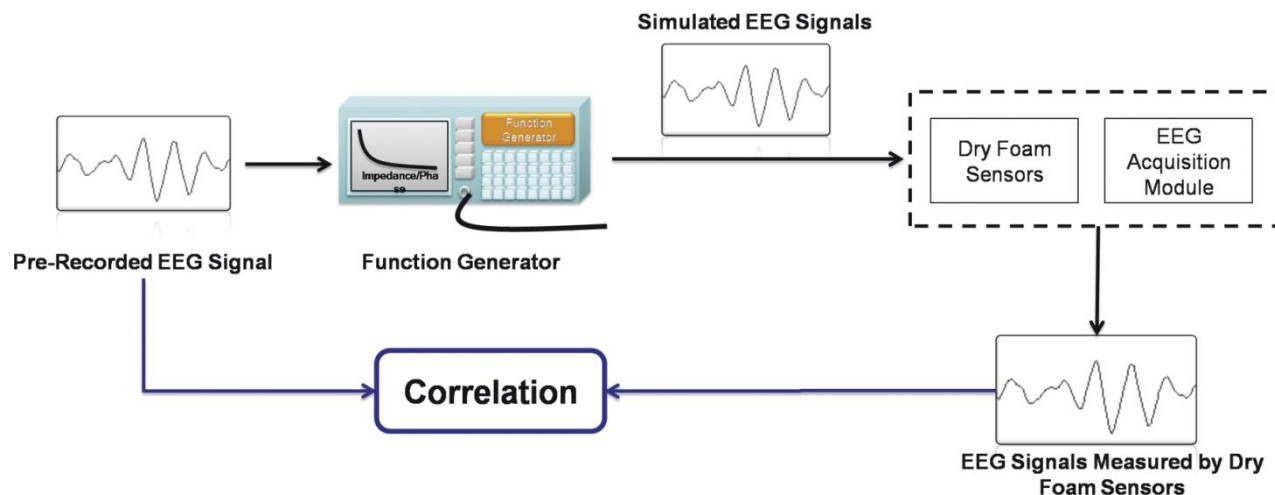 Simulated EEG Signals
Function
Generator
Impedance/Pha
se
Dry Foam
Sensors
EEG
Acquisition
Module
Pre-Recorded EEG Signal
Function Generator
Correlation
EEG Signals Measured by Dry
Foam Sensors